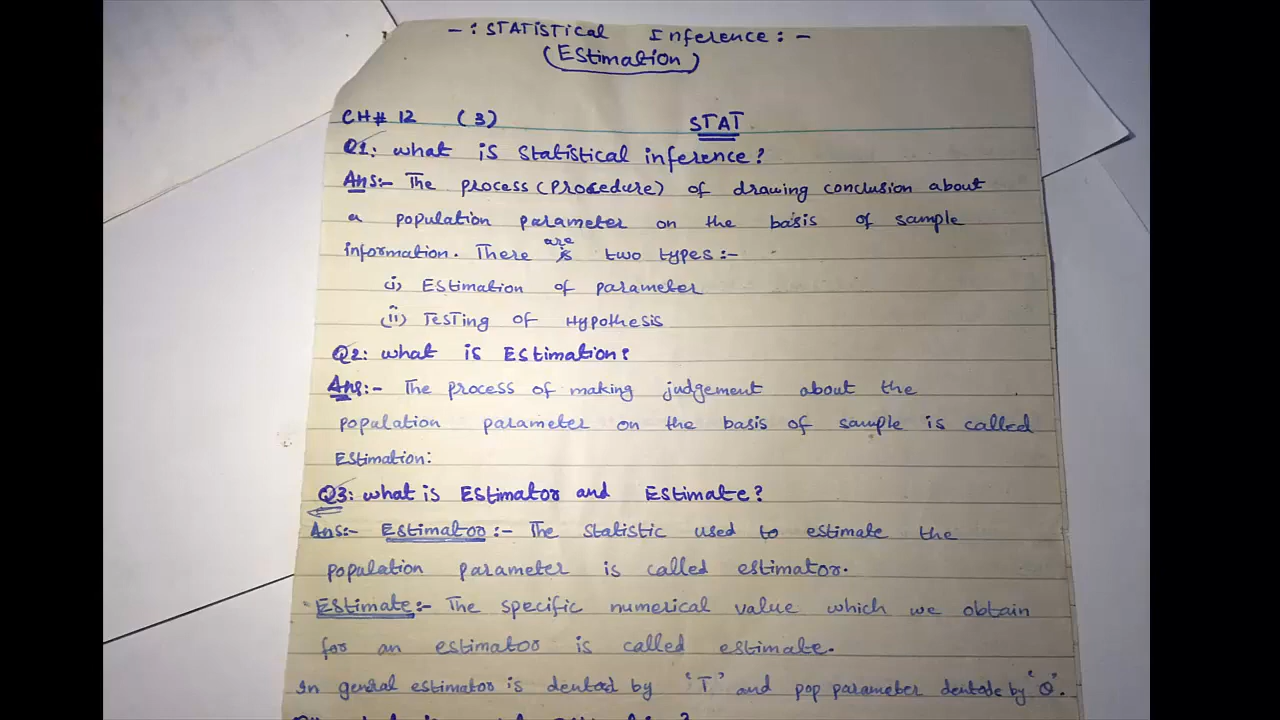 -: STATISTICAL INFERENCE: -
(Estimation)
CH# 12 (3) STAT
Q1: what is Statistical inference?
Ans:- The process (Procedure) of drawing conclusion about
a population parameter on the basis of sample
information. There are two types:-
(i) Estimation of parameter
(ii) Testing of Hypothesis
Q2: what is Estimation?
Ans:- The process of making judgement about the
population parameter on the basis of sample is called
Estimation:
Q3: what is Estimator and Estimate?
Ans:- Estimator:- The statistic used to estimate the
population parameter is called estimator.
Estimate:- The specific numerical value which we obtain
for an estimator is called estimate.
In general estimator is dentod by 'T' and pop parameter dentode by 'θ'.